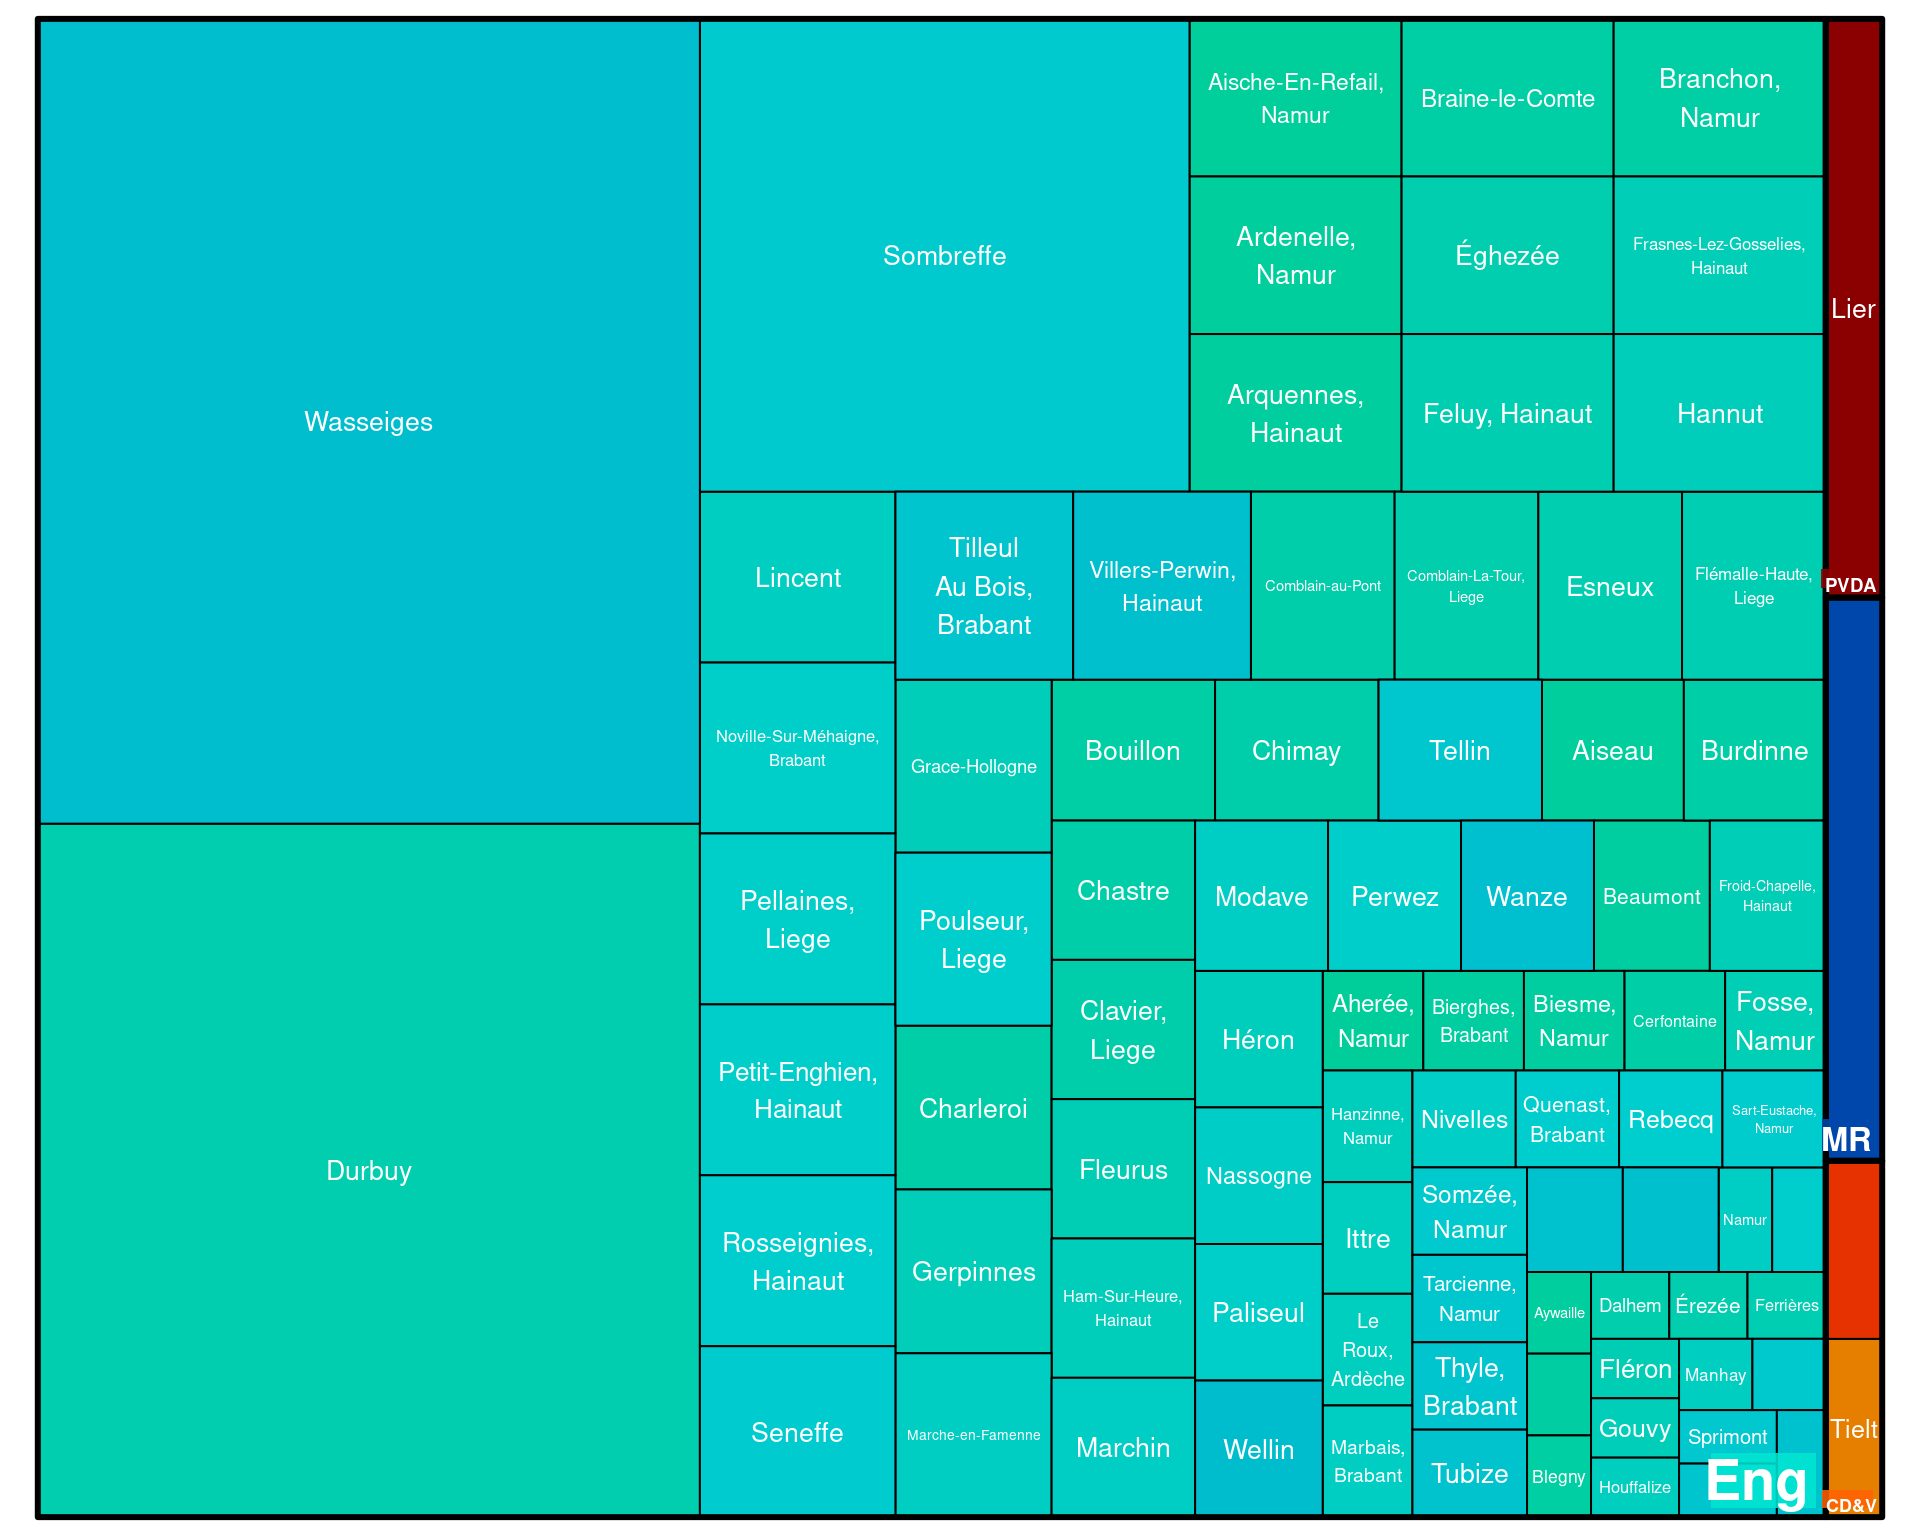 Wasseiges
Durbuy
Sombreffe
Aische-En-Refail,
Namur
Braine-le-Comte
Branchon,
Namur
Ardenelle,
Namur
Éghezée
Frasnes-Lez-Gosselies,
Hainaut
Arquennes,
Hainaut
Feluy, Hainaut
Hannut
Lincent
Tilleul
Au Bois,
Brabant
Villers-Perwin,
Hainaut
Comblain-au-Pont
Comblain-La-Tour,
Liege
Esneux
Flémalle-Haute,
Liege
Noville-Sur-Méhaigne,
Brabant
Grace-Hollogne
Bouillon
Chimay
Tellin
Aiseau
Burdinne
Pellaines,
Liege
Poulseur,
Liege
Chastre
Modave
Perwez
Wanze
Beaumont
Froid-Chapelle,
Hainaut
Petit-Enghien,
Hainaut
Charleroi
Clavier,
Liege
Héron
Aherée,
Namur
Bierghes,
Brabant
Biesme,
Namur
Cerfontaine
Fosse,
Namur
Rosseignies,
Hainaut
Gerpinnes
Fleurus
Nassogne
Hanzinne,
Namur
Nivelles
Quenast,
Brabant
Rebecq
Sart-Eustache,
Namur
Ittre
Somzée,
Namur
Namur
Seneffe
Marche-en-Famenne
Ham-Sur-Heure,
Hainaut
Marchin
Paliseul
Wellin
Le
Roux,
Ardèche
Marbais,
Brabant
Tarcienne,
Namur
Thyle,
Brabant
Tubize
Aywaille
Dalhem
Érezée
Ferrières
Blegny
Fléron
Gouvy
Houffalize
Manhay
Sprimont
Eng
Lier
PVDA
MR
Tielt
CD&V